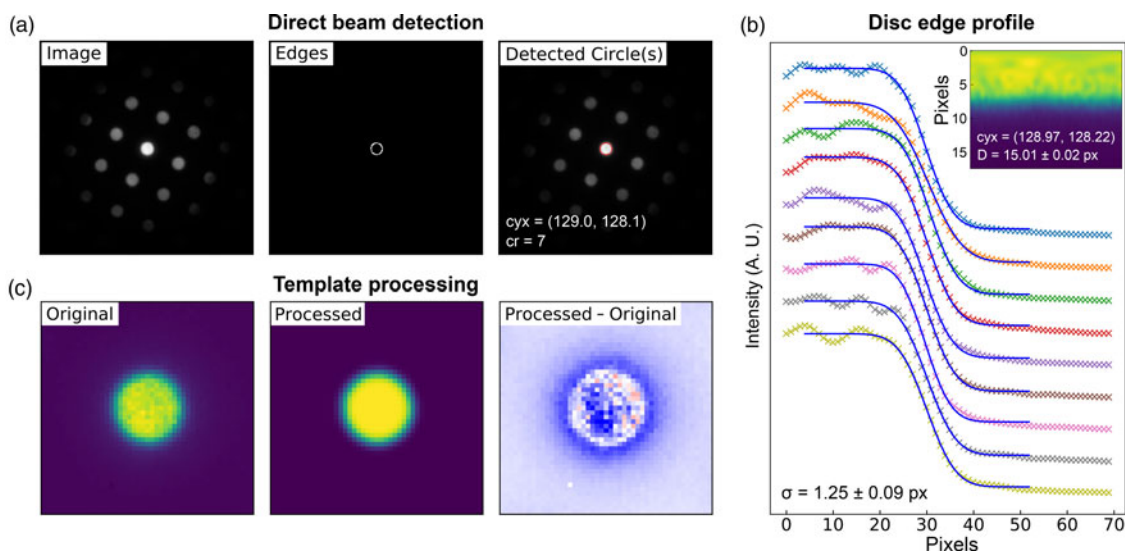 (a)
Direct beam detection
Image
Edges
Detected Circle(s)
cyx = (129.0, 128.1)
cr = 7
(b)
Disc edge profile
Intensity (A. U.)
Pixels
0
5
10
15
cyx = (128.97, 128.22)
D = 15.01 ± 0.02 px
σ = 1.25 ± 0.09 px
0 10 20 30 40 50 60 70
Pixels
(c)
Template processing
Original
Processed
Processed - Original